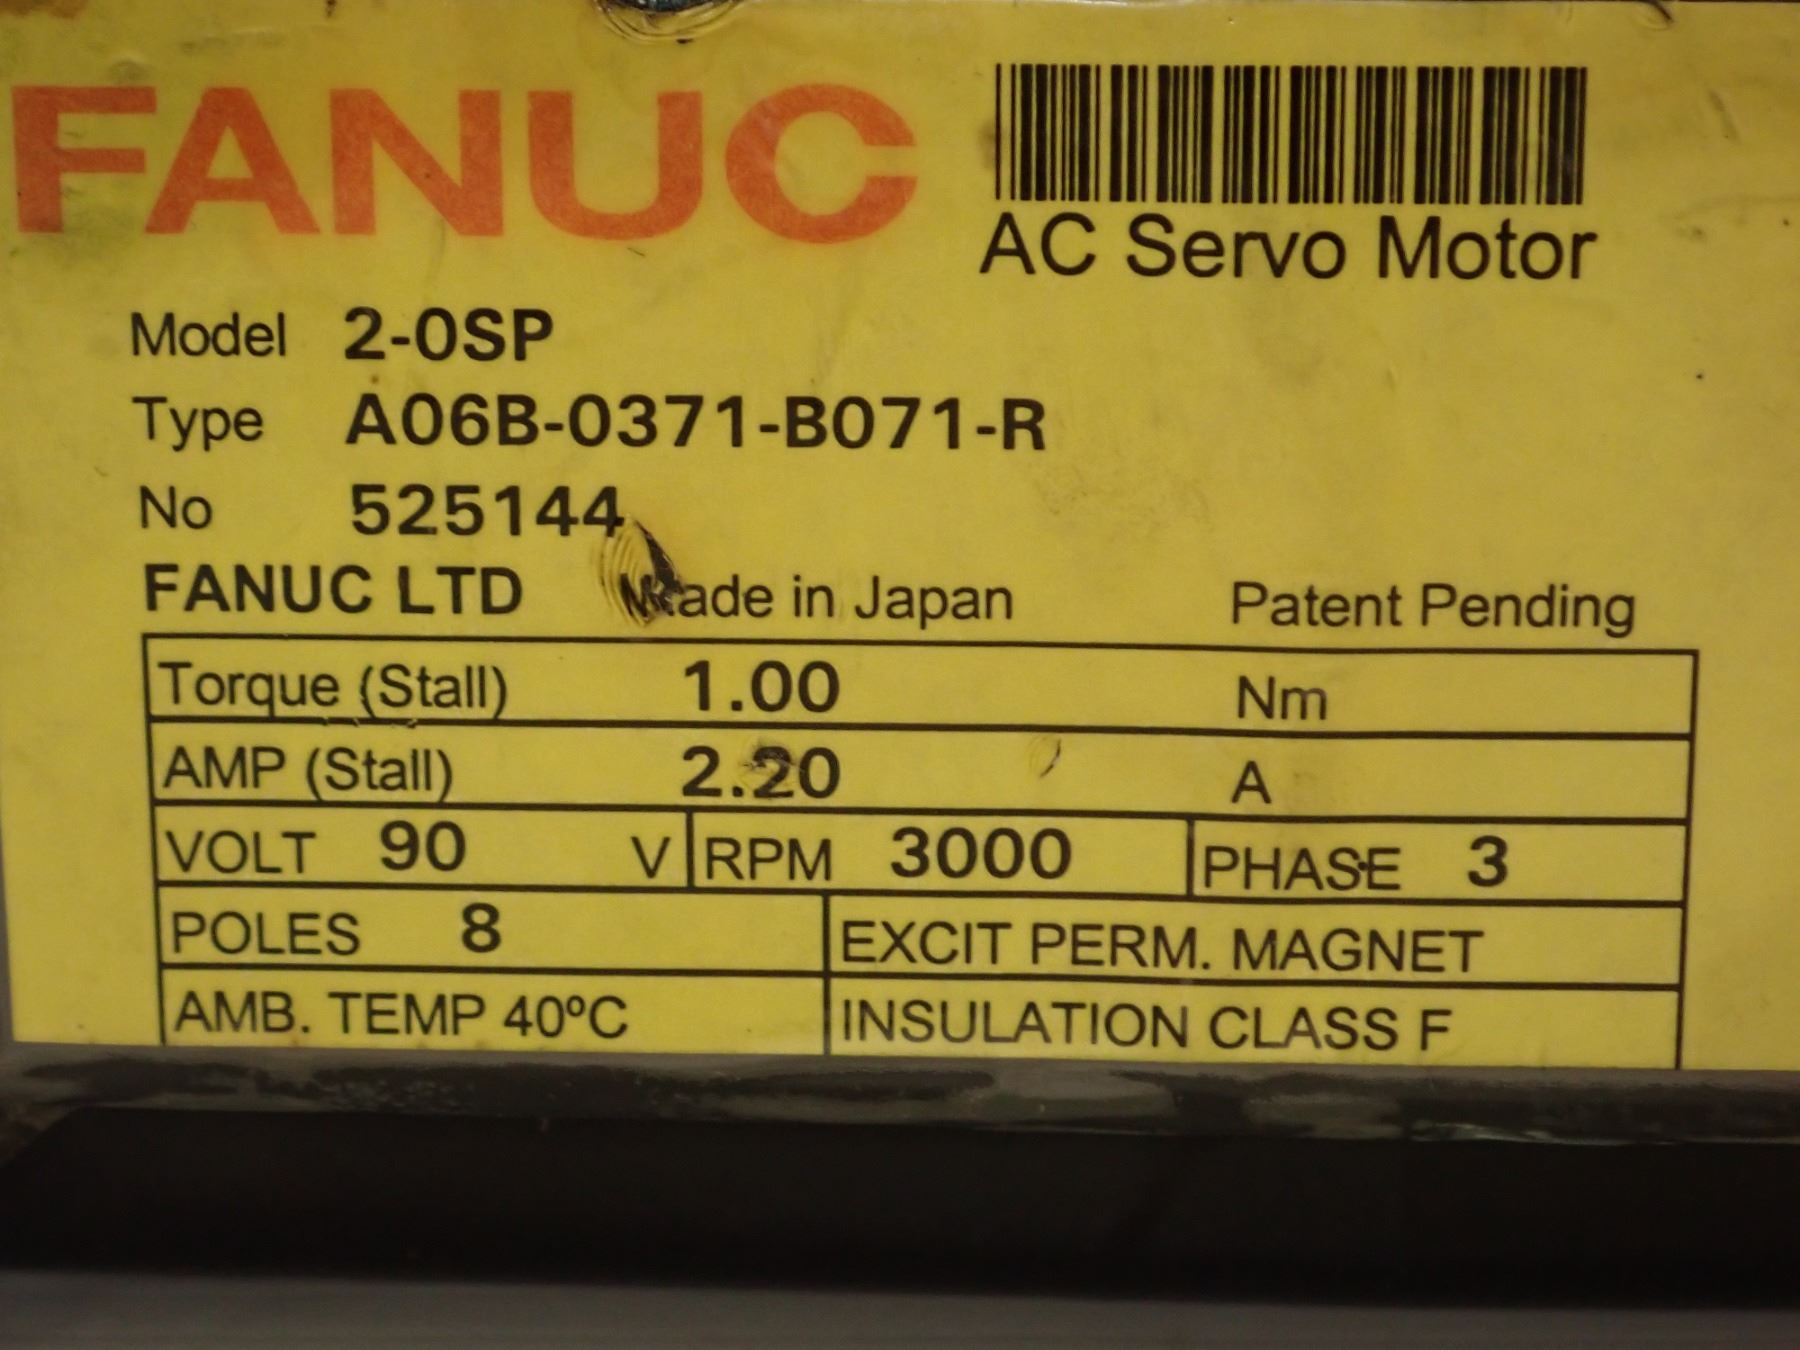 FANUC
AC Servo Motor
Model 2-0SP
Type A06B-0371-B071-R
No 525144
FANUC LTD Made in Japan Patent Pending
Torque (Stall) 1.00 Nm
AMP (Stall) 2.20 A
VOLT 90 V RPM 3000 PHASE 3
POLES 8 EXCIT PERM. MAGNET
AMB. TEMP 40ºC INSULATION CLASS F